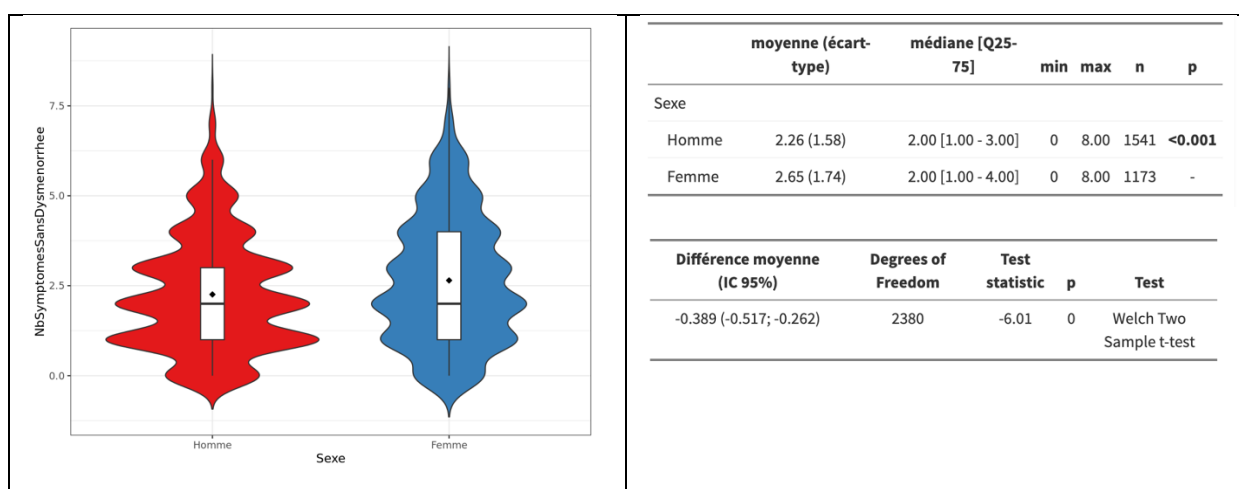 7.5
5.0
2.5
0.0
NbSymptomesSansDysmenorrhee
Homme
Femme
Sexe
moyenne (écart-
type)
médiane [Q25-
75]
min max n p
Sexe
Homme 2.26 (1.58) 2.00 [1.00 - 3.00] 0 8.00 1541 <0.001
Femme 2.65 (1.74) 2.00 [1.00 - 4.00] 0 8.00 1173 -
Différence moyenne
(IC 95%)
Degrees of
Freedom
Test
statistic
p
Test
-0.389 (-0.517; -0.262) 2380 -6.01 0 Welch Two
Sample t-test